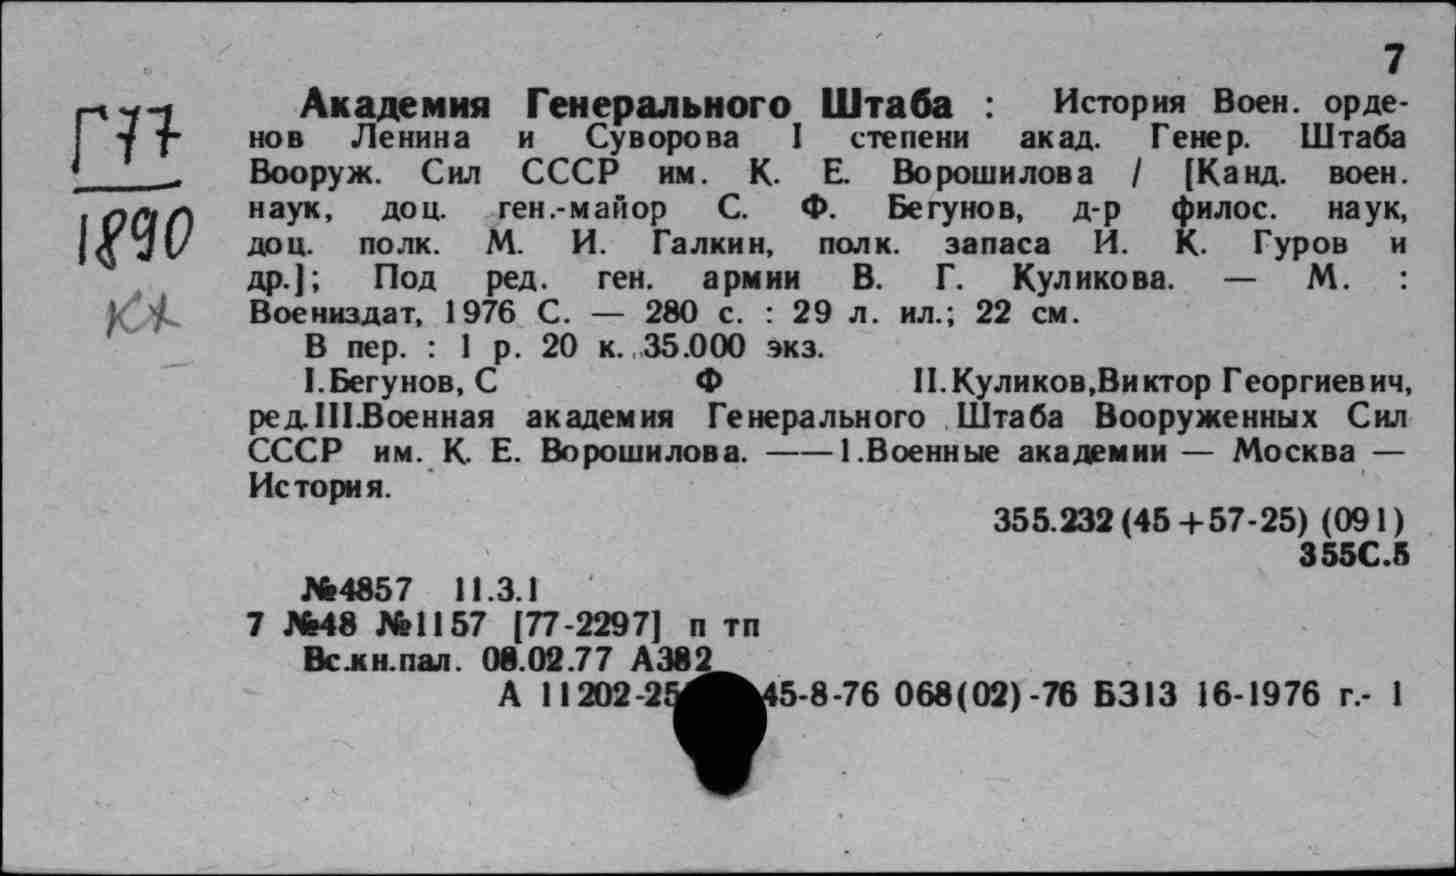 7
Г77
1890
КХ
Академия Генерального Штаба : История Воен. орде-
нов Ленина и Суворова I степени акад. Генер. Штаба
Вооруж. Сил СССР им. К. Е. Ворошилова / [Канд. воен.
наук, доц. ген.-майор С. Ф. Бегунов, д-р филос. наук,
доц. полк. М. И. Галкин, полк. запаса И. К. Гуров и
др.]; Под ред. ген. армии В. Г. Куликова. — М. :
Воениздат, 1976 С. — 280 с. : 29 л. ил.; 22 см.
В пер. : 1 р. 20 к. 35.000 экз.
I.Бегунов, С Ф II.Куликов,Виктор Георгиевич,
ред.III.Военная академия Генерального Штаба Вооруженных Сил
СССР им. К. Е. Ворошилова. —— 1.Военные академии — Москва —
История.
355.232(45+57-25) (091)
355С.5
№4857 11.3.1
7 №48 №1157 [77-2297] п тп
Вс.кн.пал. 08.02.77 А382
А 11202-25 45-8-76 068(02)-76 БЗ13 16-1976 г.- 1